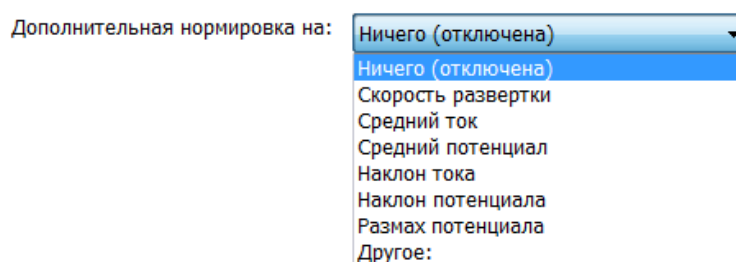 Дополнительная нормировка на: Ничего (отключена)
Ничего (отключена)
Скорость развертки
Средний ток
Средний потенциал
Наклон тока
Наклон потенциала
Размах потенциала
Другое: